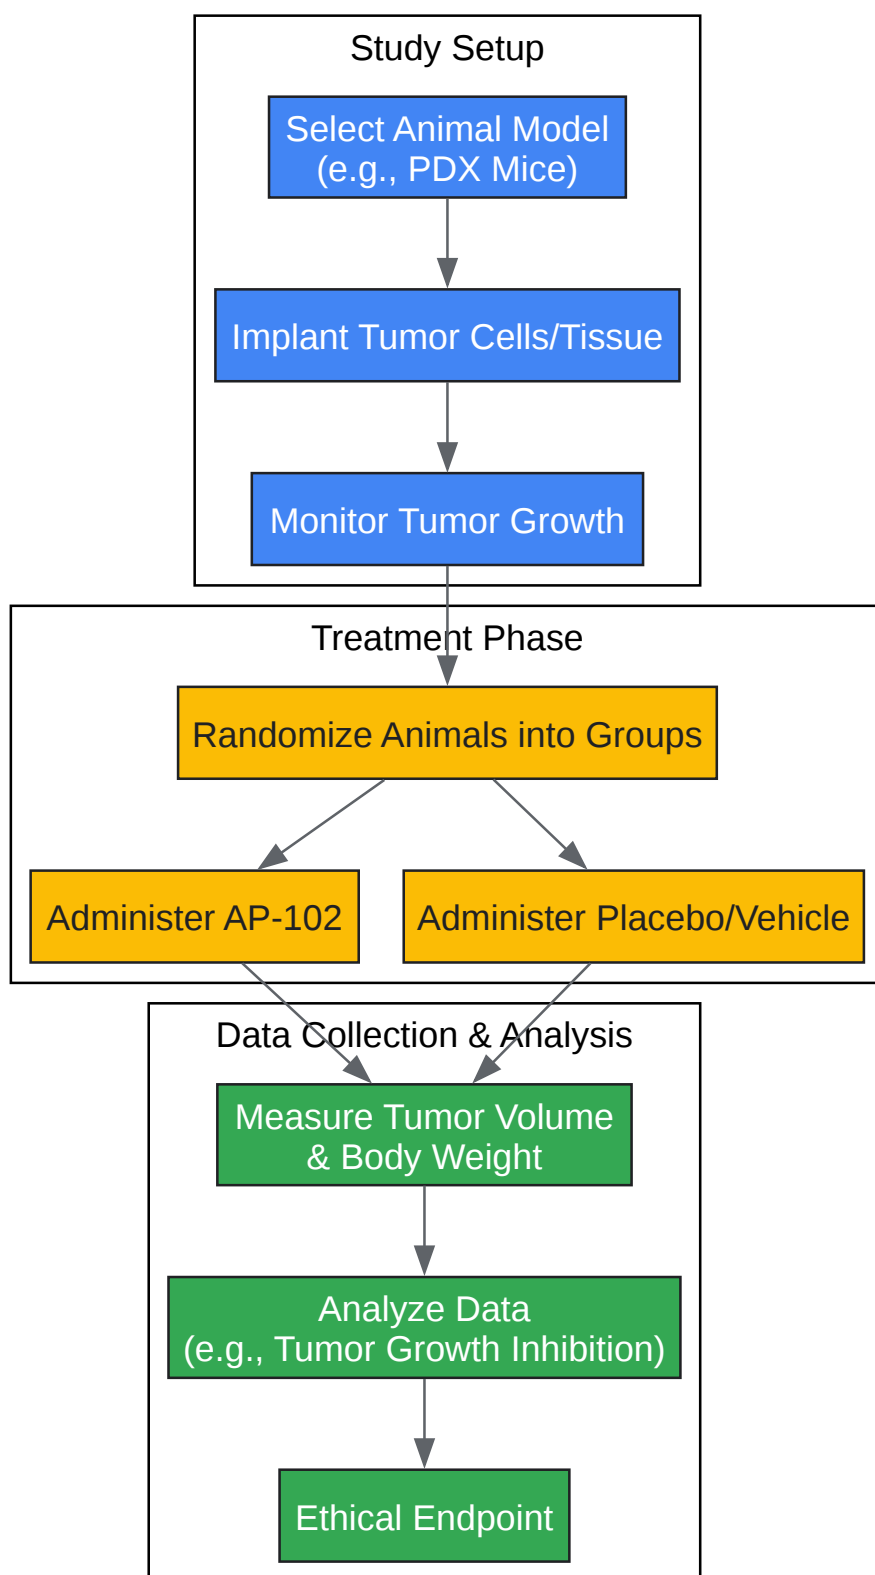 Study Setup
Select Animal Model
(e.g., PDX Mice)
Implant Tumor Cells/Tissue
Monitor Tumor Growth
Treatment Phase
Randomize Animals into Groups
Administer AP-102
Administer Placebo/Vehicle
Data Collection & Analysis
Measure Tumor Volume
& Body Weight
Analyze Data
(e.g., Tumor Growth Inhibition)
Ethical Endpoint